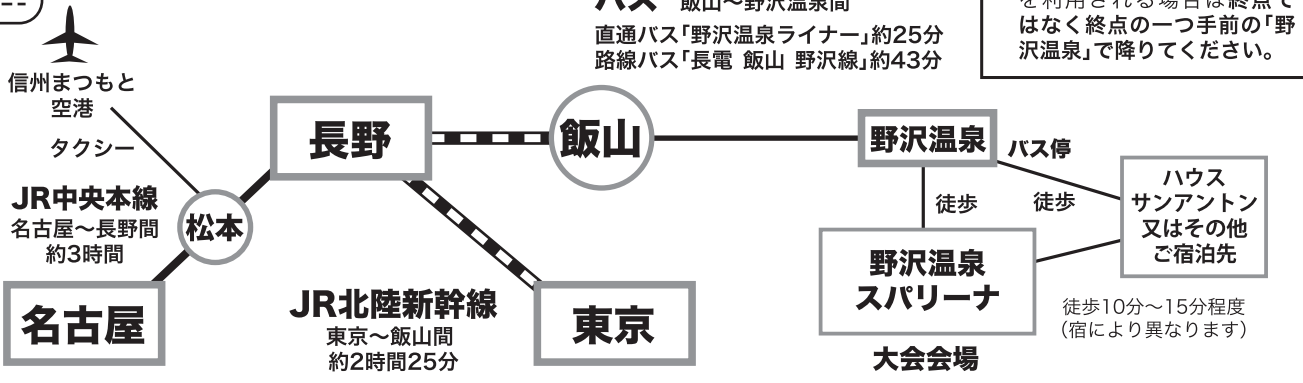 バス 飯山〜野沢温泉間
直通バス「野沢温泉ライナー」約25分
路線バス「長電 飯山 野沢線」約43分
を利用される場合は終点で
はなく終点の一つ手前の「野
沢温泉」で降りてください。
信州まつもと
空港
タクシー
長野
飯山
野沢温泉
バス停
JR中央本線
名古屋〜長野間
約3時間
松本
徒歩
徒歩
ハウス
サンアントン
又はその他
ご宿泊先
名古屋
JR北陸新幹線
東京〜飯山間
約2時間25分
東京
野沢温泉
スパリーナ
大会会場
徒歩10分〜15分程度
（宿により異なります）